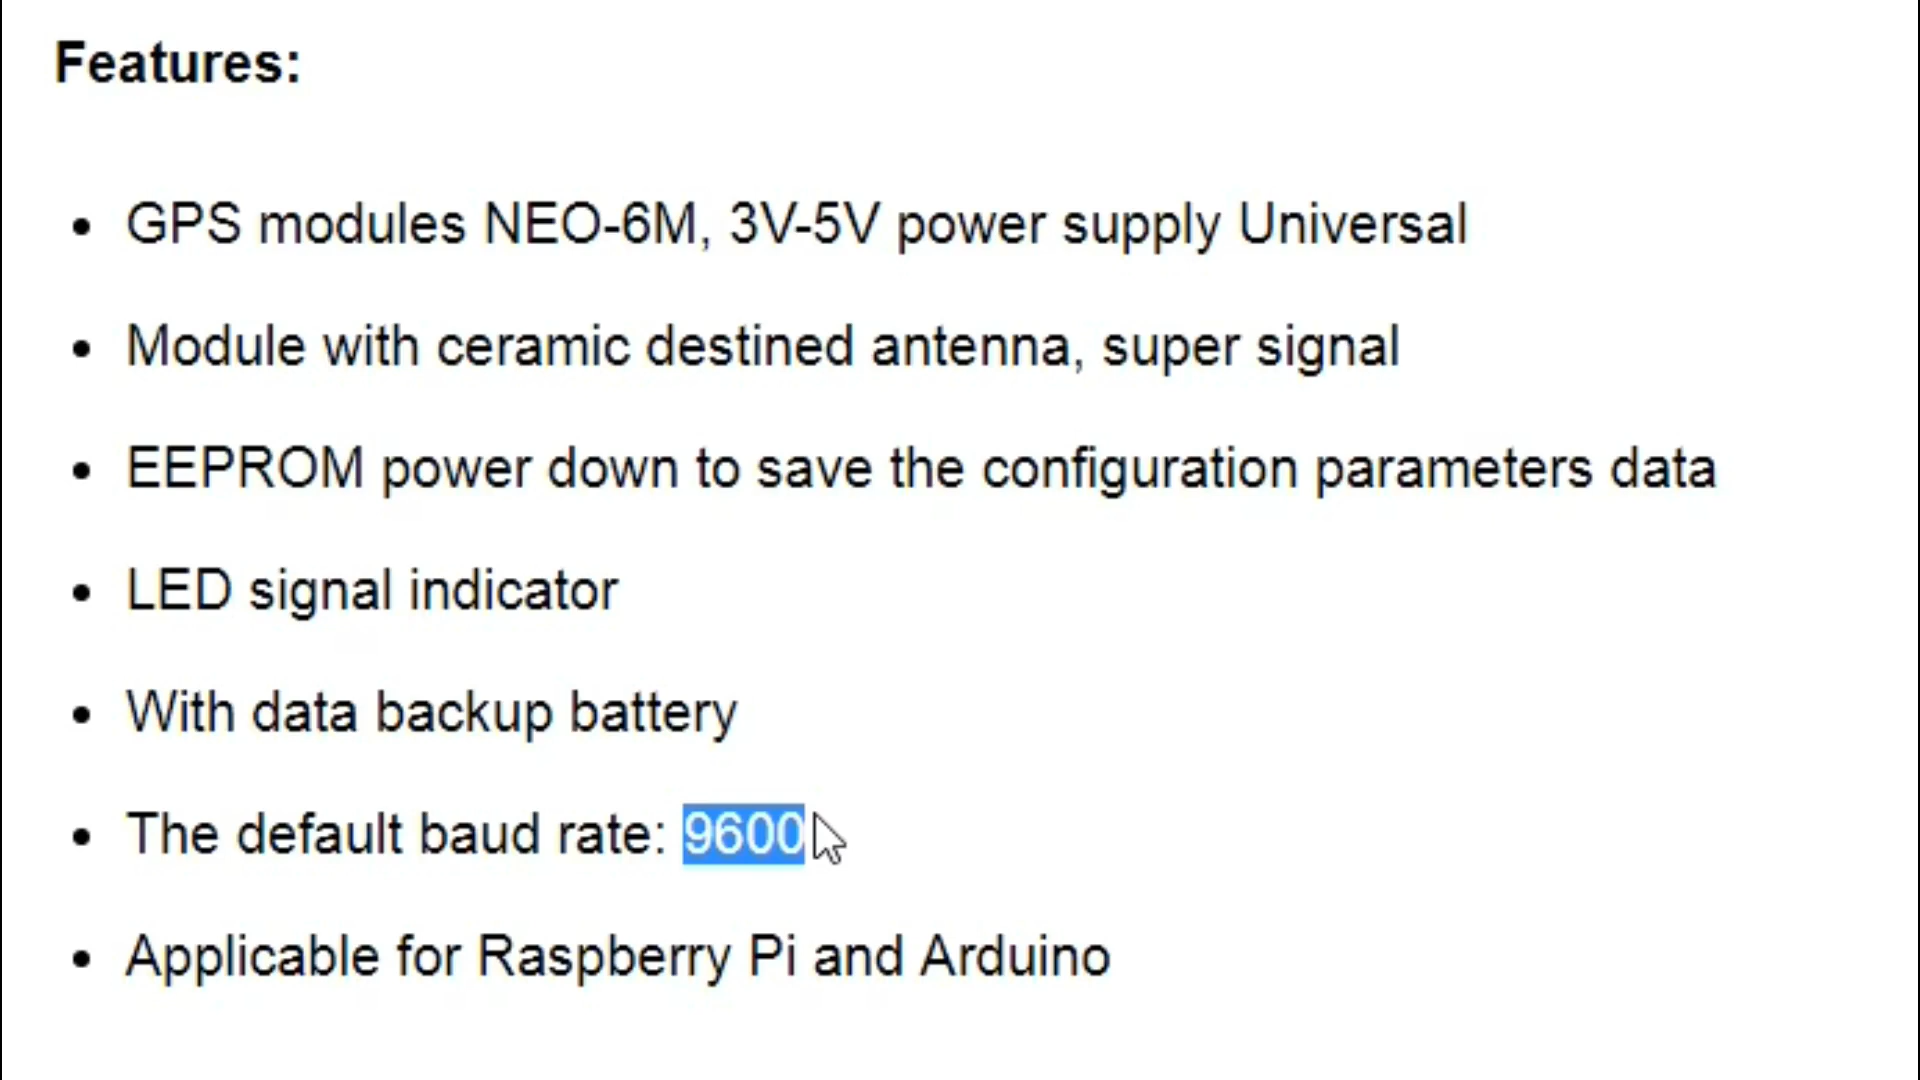 Features:
• GPS modules NEO-6M, 3V-5V power supply Universal
• Module with ceramic destined antenna, super signal
• EEPROM power down to save the configuration parameters data
• LED signal indicator
• With data backup battery
• The default baud rate: 9600
• Applicable for Raspberry Pi and Arduino